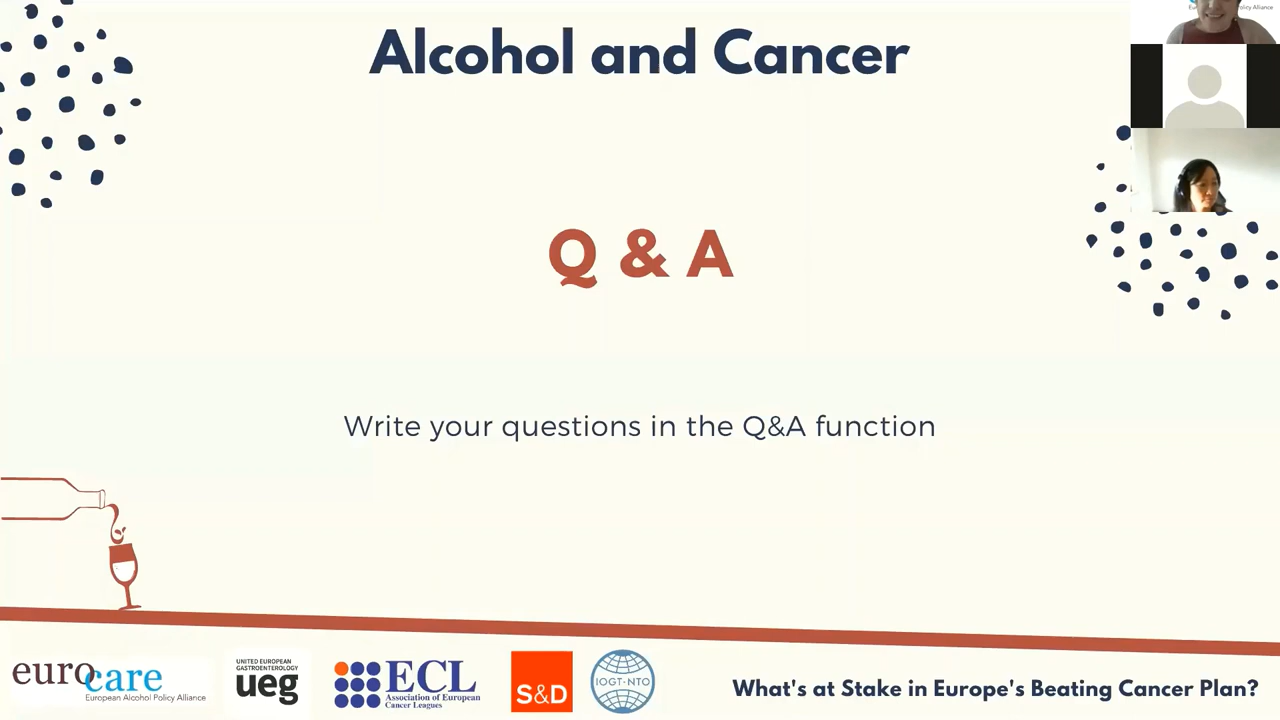 Alcohol and Cancer
Q & A
Write your questions in the Q&A function
eurocare
European Alcohol Policy Alliance
UNITED EUROPEAN
GASTROENTEROLOGY
ueg
ECL
Association of European
Cancer Leagues
S&D
IOGT-NTO
What's at Stake in Europe's Beating Cancer Plan?